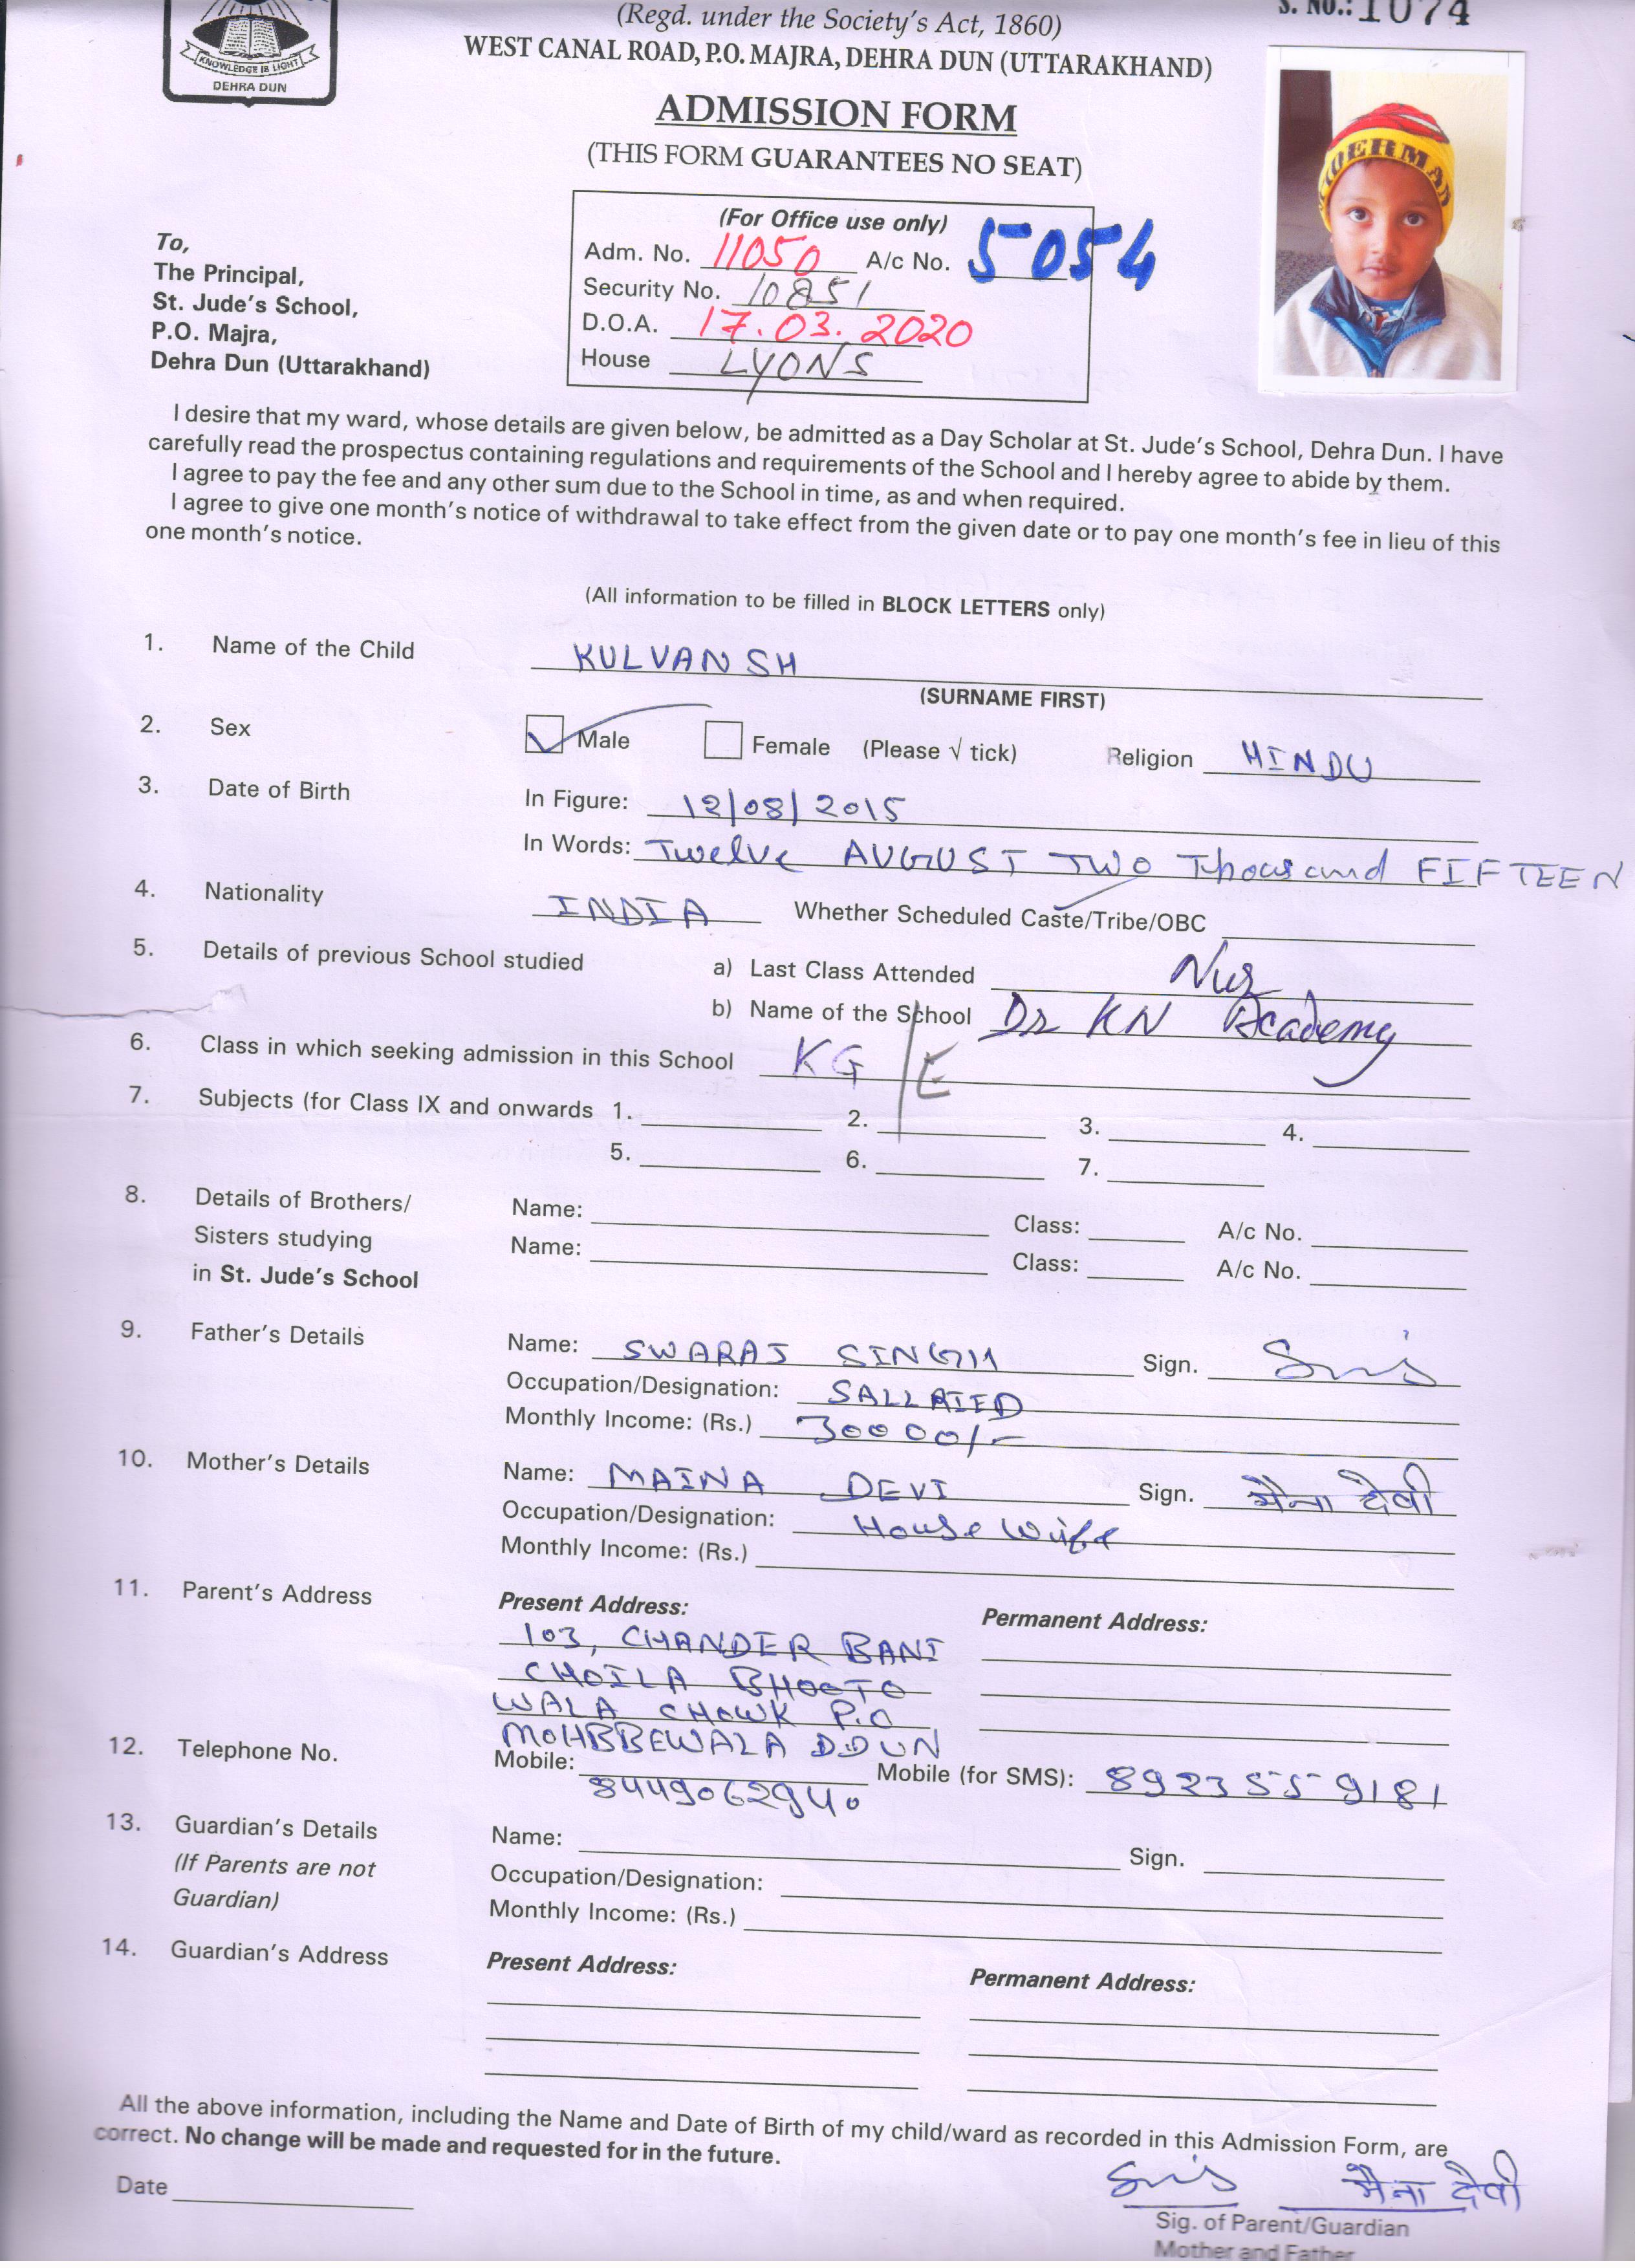 (Regd. under the Society's Act, 1860)
S. NO.: 1074
WEST CANAL ROAD, P.O. MAJRA, DEHRA DUN (UTTARAKHAND)
KNOWLEDGE IS LIGHT
DEHRA DUN
ADMISSION FORM
(THIS FORM GUARANTEES NO SEAT)
(For Office use only)
Adm. No. 11050 A/c No. 5054
Security No. 10851
D.O.A. 17.03.2020
House LYONS
To,
The Principal,
St. Jude's School,
P.O. Majra,
Dehra Dun (Uttarakhand)
I desire that my ward, whose details are given below, be admitted as a Day Scholar at St. Jude's School, Dehra Dun. I have
carefully read the prospectus containing regulations and requirements of the School and I hereby agree to abide by them.
I agree to pay the fee and any other sum due to the School in time, as and when required.
I agree to give one month's notice of withdrawal to take effect from the given date or to pay one month's fee in lieu of this
one month's notice.
(All information to be filled in BLOCK LETTERS only)
1. Name of the Child KULVANSH
(SURNAME FIRST)
2. Sex Male Female (Please √ tick) Religion HINDU
3. Date of Birth In Figure: 12/08/2015
In Words: Twelve AUGUST TWO Thousand FIFTEEN
4. Nationality INDIA Whether Scheduled Caste/Tribe/OBC
5. Details of previous School studied a) Last Class Attended Nur
b) Name of the School Dr KN Academy
6. Class in which seeking admission in this School KG / E
7. Subjects (for Class IX and onwards 1. 2. 3. 4.
5. 6. 7.
8. Details of Brothers/ Name: Class: A/c No.
Sisters studying Name: Class: A/c No.
in St. Jude's School
9. Father's Details Name: SWARAJ SINGH Sign.
Occupation/Designation: SALLAIED
Monthly Income: (Rs.) 30000/-
10. Mother's Details Name: MAINA DEVI Sign. मैना देवी
Occupation/Designation: House Wife
Monthly Income: (Rs.)
11. Parent's Address Present Address: Permanent Address:
103, CHANDER BANI
CHOILA BHOOTO
WALA CHOWK P.O
MOHBBEWALA DDUN
12. Telephone No. Mobile: 8449062940 Mobile (for SMS): 8923559181
13. Guardian's Details Name: Sign.
(If Parents are not Occupation/Designation:
Guardian) Monthly Income: (Rs.)
14. Guardian's Address Present Address: Permanent Address:
All the above information, including the Name and Date of Birth of my child/ward as recorded in this Admission Form, are
correct. No change will be made and requested for in the future.
Date
मैना देवी
Sig. of Parent/Guardian
Mother and Father